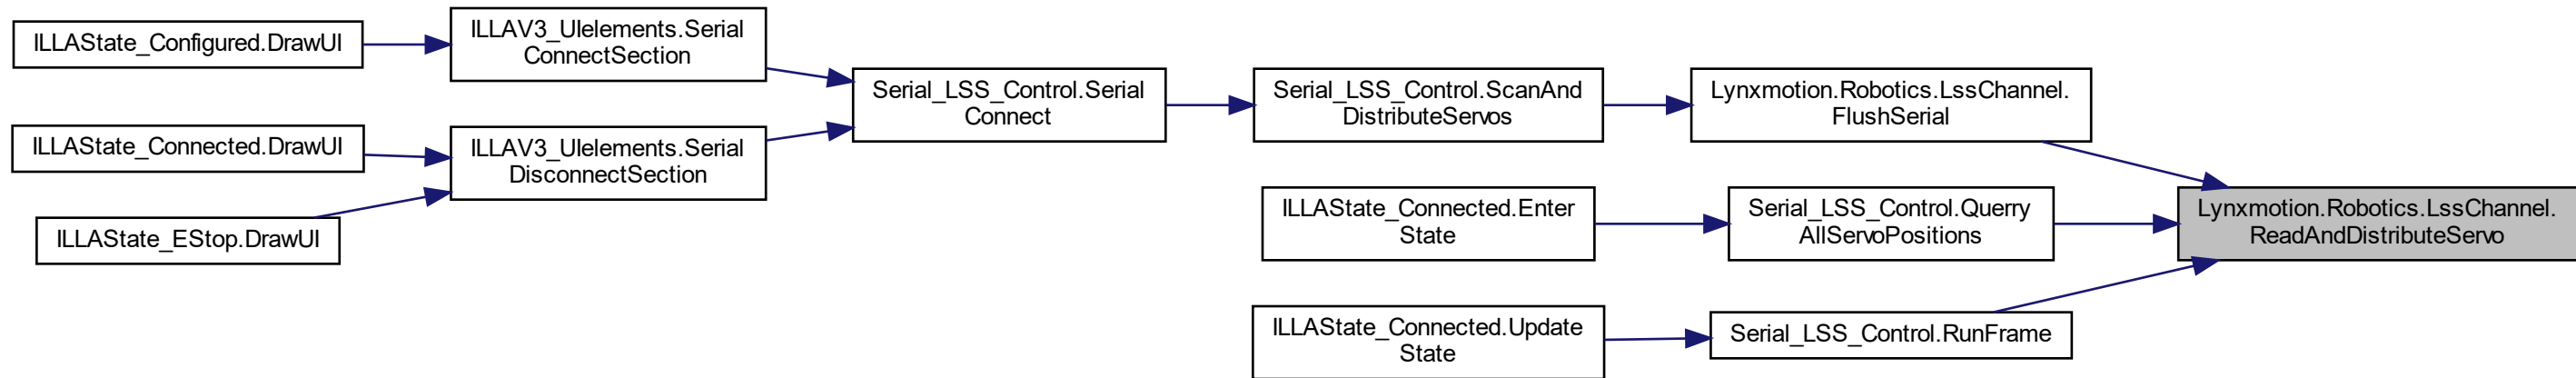 ILLAState_Configured.DrawUI
ILLAV3_UIelements.Serial
ConnectSection
ILLAState_Connected.DrawUI
ILLAV3_UIelements.Serial
DisconnectSection
ILLAState_EStop.DrawUI
Serial_LSS_Control.Serial
Connect
Serial_LSS_Control.ScanAnd
DistributeServos
Lynxmotion.Robotics.LssChannel.
FlushSerial
ILLAState_Connected.Enter
State
Serial_LSS_Control.Querry
AllServoPositions
Lynxmotion.Robotics.LssChannel.
ReadAndDistributeServo
ILLAState_Connected.Update
State
Serial_LSS_Control.RunFrame